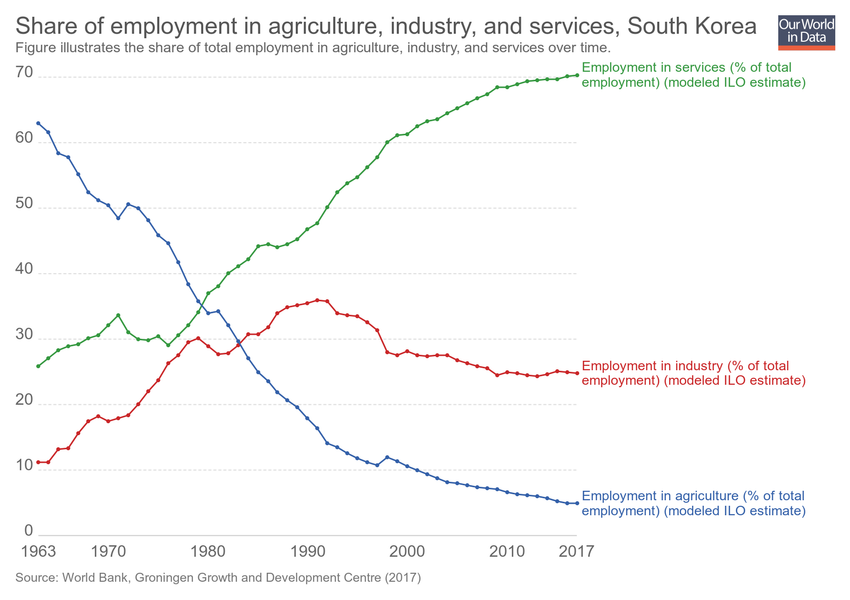 Share of employment in agriculture, industry, and services, South Korea
Figure illustrates the share of total employment in agriculture, industry, and services over time.
Our World
in Data
70
60
50
40
30
20
10
0
1963
1970
1980
1990
2000
2010
2017
Employment in services (% of total
employment) (modeled ILO estimate)
Employment in industry (% of total
employment) (modeled ILO estimate)
Employment in agriculture (% of total
employment) (modeled ILO estimate)
Source: World Bank, Groningen Growth and Development Centre (2017)